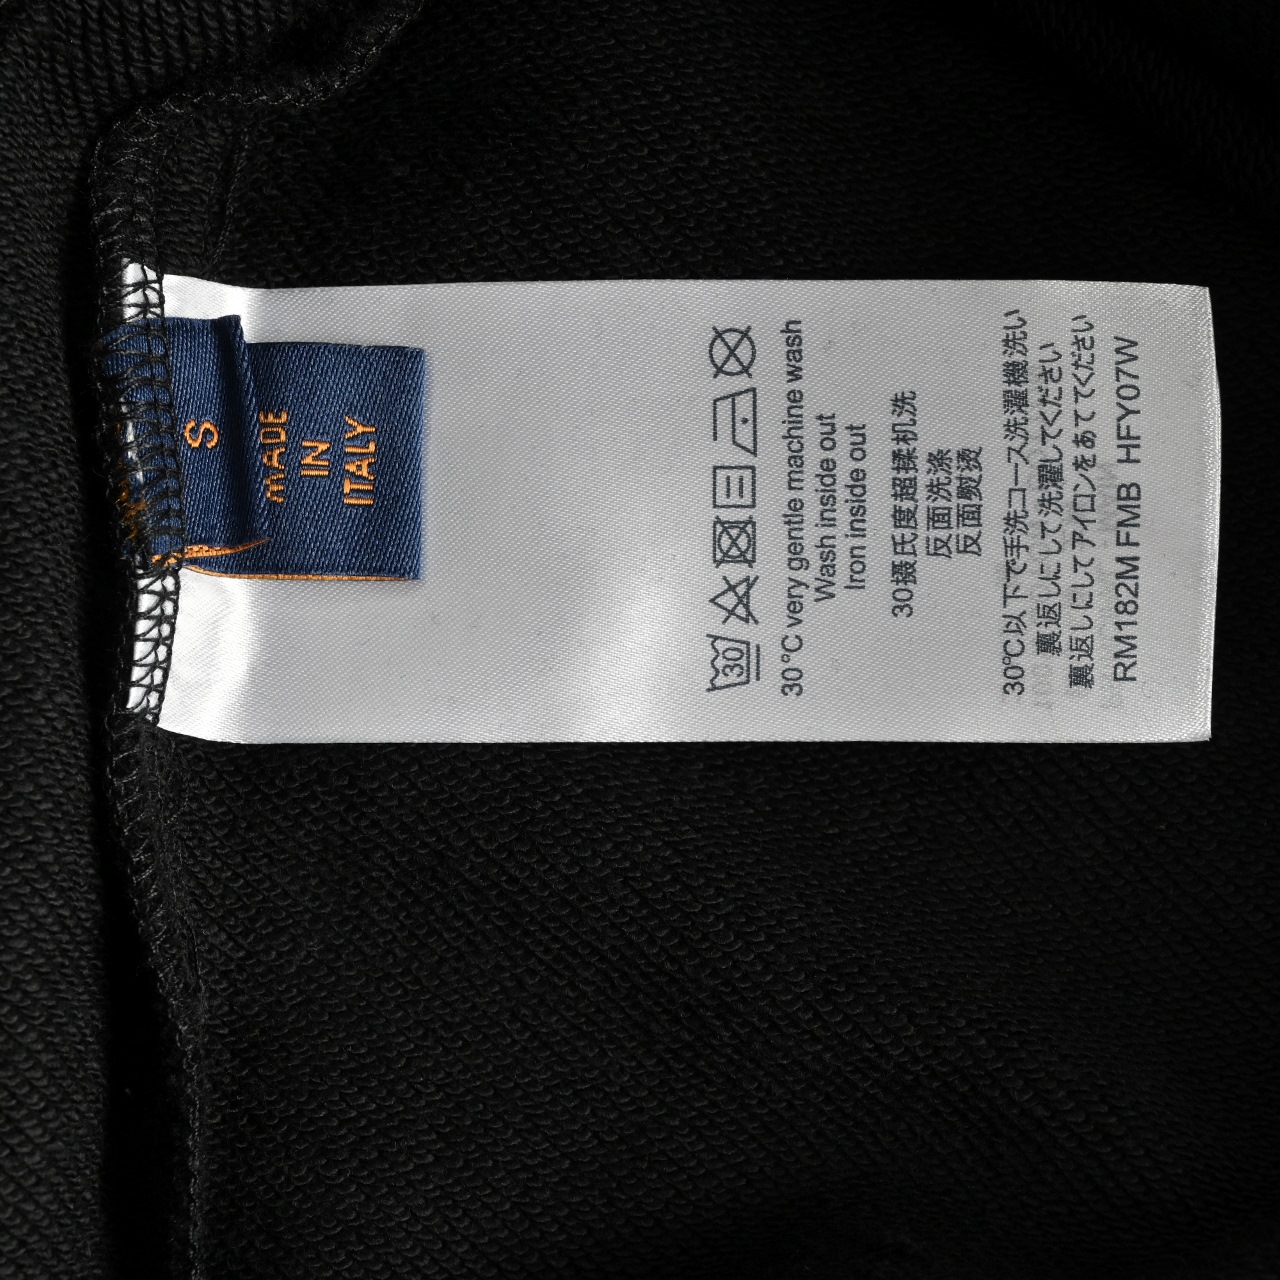 S
MADE
IN
ITALY
30
30°C very gentle machine wash
Wash inside out
Iron inside out
30摄氏度超揉机洗
反面洗涤
反面熨烫
30℃以下で手洗コース洗濯機洗い
裏返しにして洗濯してください
裏返しにしてアイロンをあててください
RM182M FMB HFY07W